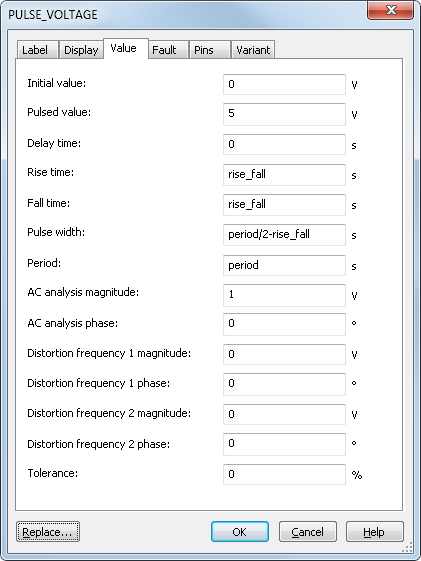 PULSE_VOLTAGE
Label Display Value Fault Pins Variant
Initial value: 0 V
Pulsed value: 5 V
Delay time: 0 s
Rise time: rise_fall s
Fall time: rise_fall s
Pulse width: period/2-rise_fall s
Period: period s
AC analysis magnitude: 1 V
AC analysis phase: 0 °
Distortion frequency 1 magnitude: 0 V
Distortion frequency 1 phase: 0 °
Distortion frequency 2 magnitude: 0 V
Distortion frequency 2 phase: 0 °
Tolerance: 0 %
Replace... OK Cancel Help